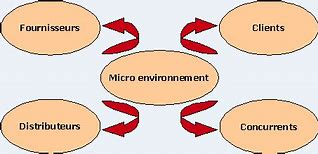 Fournisseurs
Clients
Micro environnement
Distributeurs
Concurrents